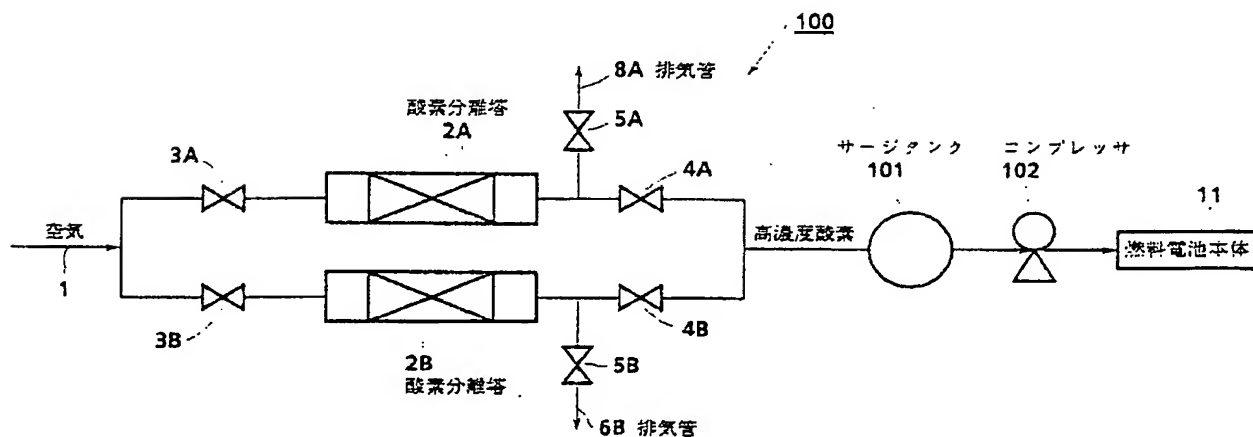 100
8A 排気管
酸素分離塔
2A
5A
3A
4A
サージタンク
101
コンプレッサ
102
11
空気
高濃度酸素
燃料電池本体
1
3B
4B
2B
酸素分離塔
5B
6B 排気管